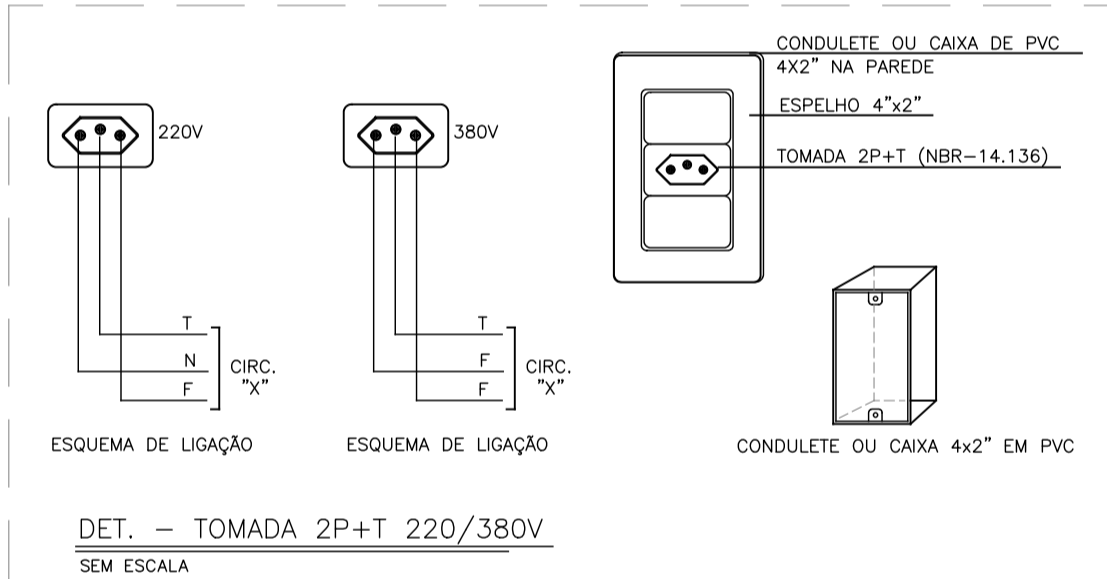 CONDULETE OU CAIXA DE PVC
4X2" NA PAREDE
ESPELHO 4"x2"
TOMADA 2P+T (NBR-14.136)
220V
T
N
F
CIRC.
"X"
ESQUEMA DE LIGAÇÃO
380V
T
F
F
CIRC.
"X"
ESQUEMA DE LIGAÇÃO
CONDULETE OU CAIXA 4x2" EM PVC
DET. - TOMADA 2P+T 220/380V
SEM ESCALA